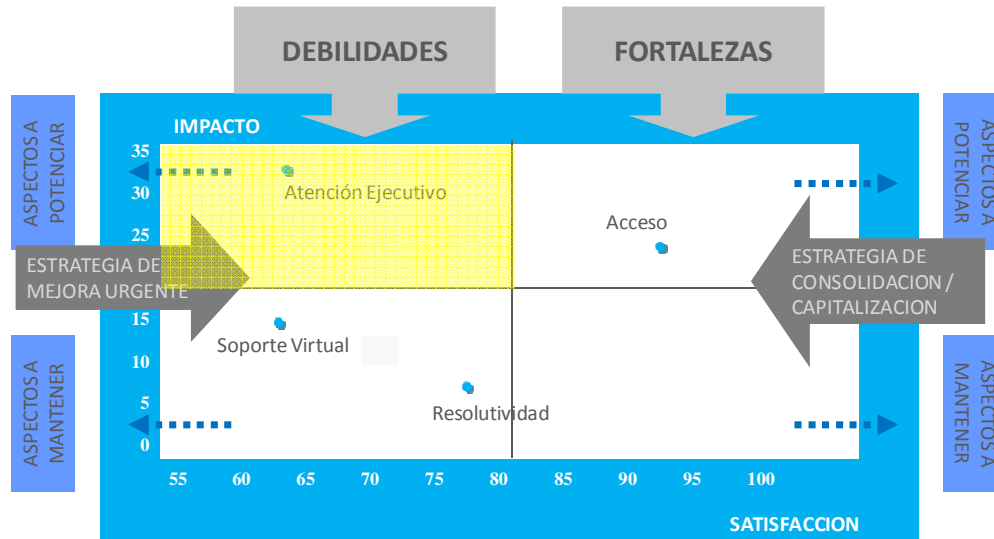 DEBILIDADES
FORTALEZAS
ASPECTOS A
POTENCIAR
ASPECTOS A
POTENCIAR
IMPACTO
35
30
25
15
10
5
0
Atención Ejecutivo
Acceso
ESTRATEGIA DE
MEJORA URGENTE
ESTRATEGIA DE
CONSOLIDACION /
CAPITALIZACION
Soporte Virtual
Resolutividad
ASPECTOS A
MANTENER
ASPECTOS A
MANTENER
55 60 65 70 75 80 85 90 95 100
SATISFACCION